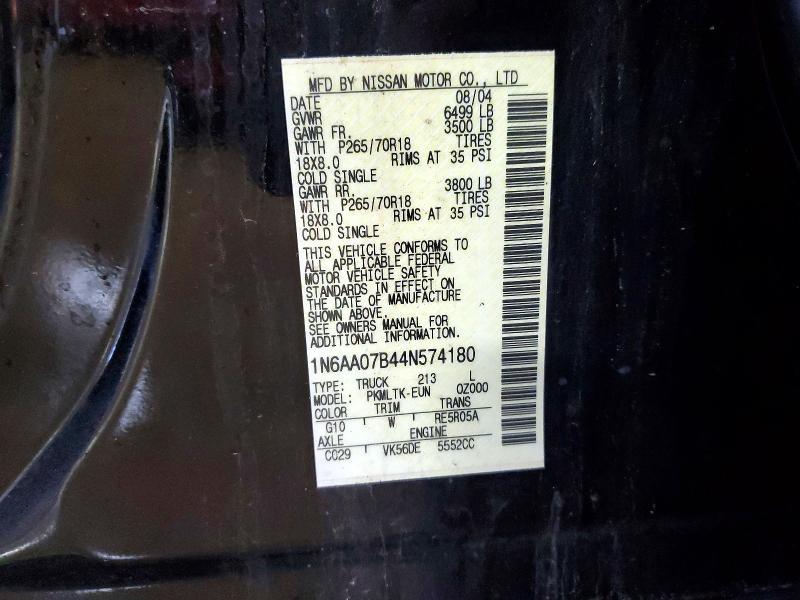 MFD BY NISSAN MOTOR CO., LTD
DATE 08/04
GVWR 6499 LB
GAWR FR. 3500 LB
WITH P265/70R18 TIRES
18X8.0 RIMS AT 35 PSI
COLD SINGLE
GAWR RR. 3800 LB
WITH P265/70R18 TIRES
18X8.0 RIMS AT 35 PSI
COLD SINGLE
THIS VEHICLE CONFORMS TO
ALL APPLICABLE FEDERAL
MOTOR VEHICLE SAFETY
STANDARDS IN EFFECT ON
THE DATE OF MANUFACTURE
SHOWN ABOVE.
SEE OWNERS MANUAL FOR
ADDITIONAL INFORMATION.
1N6AA07B44N574180
TYPE: TRUCK 213 L
MODEL: PKMLTK-EUN 0Z000
COLOR TRIM TRANS
G10 W RE5R05A
AXLE ENGINE
CC29 VK56DE 5552CC